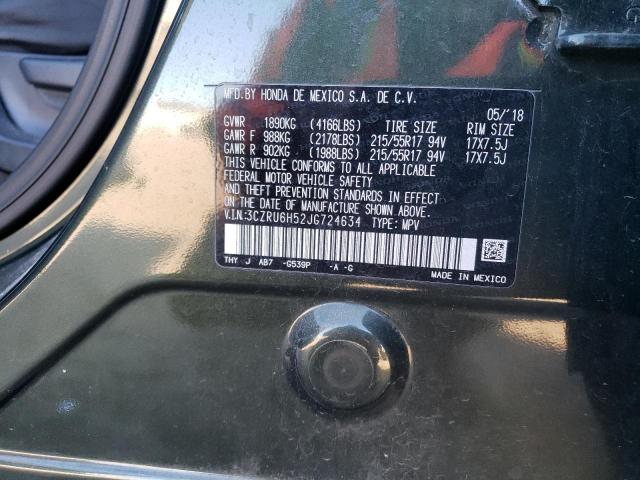 MFD.BY HONDA DE MEXICO S.A. DE C.V.
05/'18
GVWR 1890KG (4166LBS) TIRE SIZE RIM SIZE
GAWR F 988KG (2178LBS) 215/55R17 94V 17X7.5J
GAWR R 902KG (1988LBS) 215/55R17 94V 17X7.5J
THIS VEHICLE CONFORMS TO ALL APPLICABLE
FEDERAL MOTOR VEHICLE SAFETY
AND THEFT PREVENTION STANDARDS IN EFFECT ON THE
DATE OF MANUFACTURE SHOWN ABOVE.
V.I.N:3CZRU6H52JG724634 TYPE: MPV
THY J AB7 -G539P -A -G MADE IN MEXICO